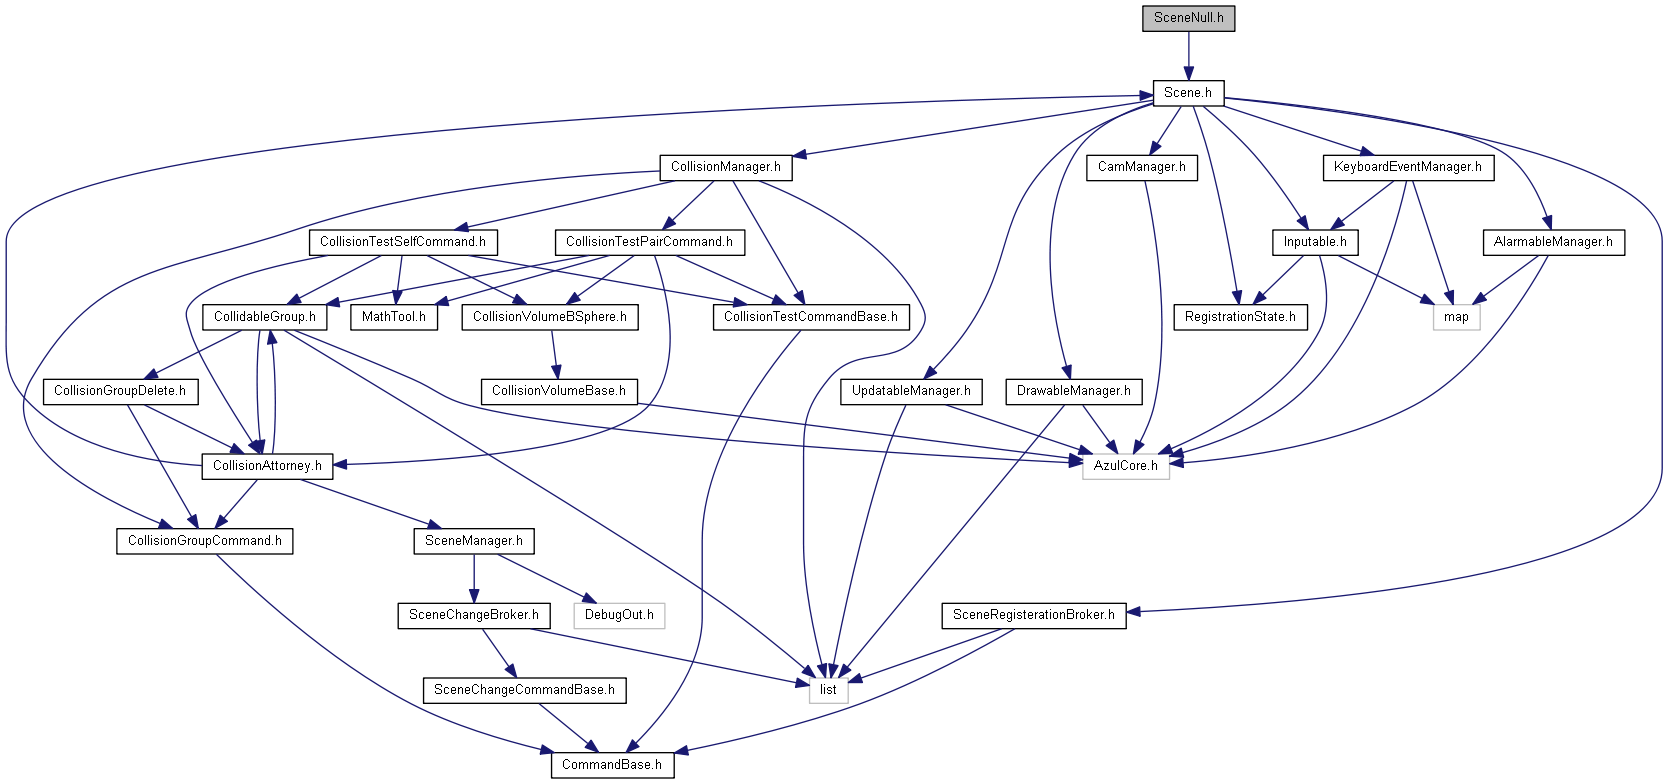 SceneNull.h
Scene.h
CollisionManager.h
CamManager.h
KeyboardEventManager.h
CollisionTestSelfCommand.h
CollisionTestPairCommand.h
Inputable.h
AlarmableManager.h
CollidableGroup.h
MathTool.h
CollisionVolumeBSphere.h
CollisionTestCommandBase.h
RegistrationState.h
map
CollisionGroupDelete.h
CollisionVolumeBase.h
UpdatableManager.h
DrawableManager.h
CollisionAttorney.h
AzulCore.h
CollisionGroupCommand.h
SceneManager.h
SceneChangeBroker.h
DebugOut.h
SceneRegisterationBroker.h
SceneChangeCommandBase.h
list
CommandBase.h